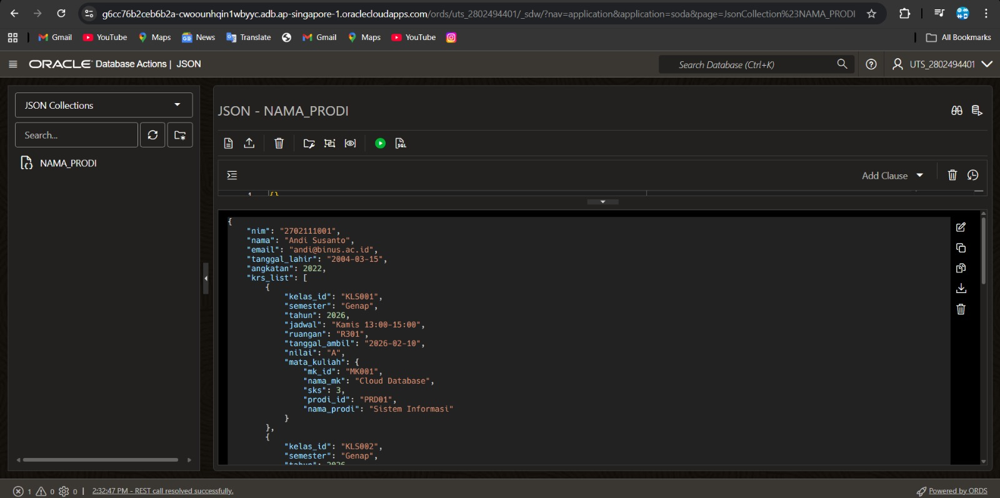 g6cc76b2ceb6b2a-cwoounhqin1wbyyc.adb.ap-singapore-1.oraclecloudapps.com/ords/uts_2802494401/_sdw/?nav=application&application=soda&page=JsonCollection%23NAMA_PRODI
Gmail YouTube Maps News Translate Gmail Maps YouTube All Bookmarks
ORACLE Database Actions | JSON Search Database (Ctrl+K) UTS_2802494401
JSON Collections
Search...
NAMA_PRODI
JSON - NAMA_PRODI
Add Clause
1 {}
{
"nim": "2702111001",
"nama": "Andi Susanto",
"email": "andi@binus.ac.id",
"tanggal_lahir": "2004-03-15",
"angkatan": 2022,
"krs_list": [
{
"kelas_id": "KLS001",
"semester": "Genap",
"tahun": 2026,
"jadwal": "Kamis 13:00-15:00",
"ruangan": "R301",
"tanggal_ambil": "2026-02-10",
"nilai": "A",
"mata_kuliah": {
"mk_id": "MK001",
"nama_mk": "Cloud Database",
"sks": 3,
"prodi_id": "PRD01",
"nama_prodi": "Sistem Informasi"
}
},
{
"kelas_id": "KLS002",
"semester": "Genap",
"tahun": 2026
1 0 0 | 2:32:47 PM - REST call resolved successfully.
Powered by ORDS